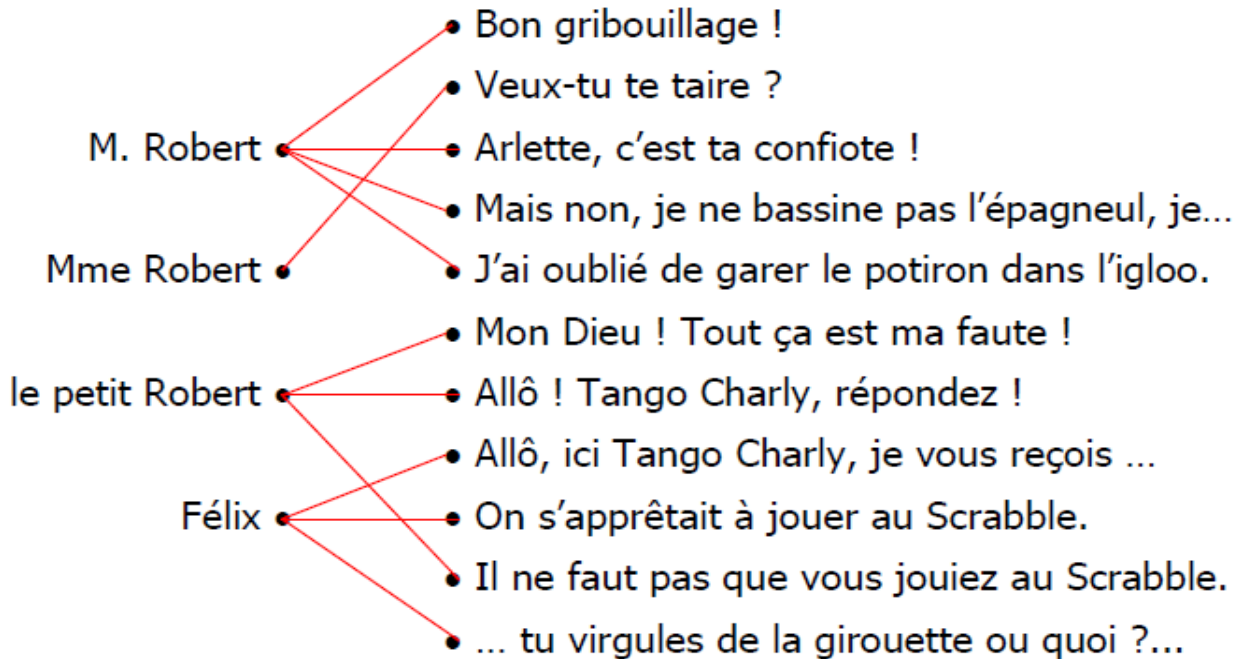 Bon gribouillage !
Veux-tu te taire ?
M. Robert
Arlette, c’est ta confiote !
Mais non, je ne bassine pas l’épagneul, je…
Mme Robert
J’ai oublié de garer le potiron dans l’igloo.
Mon Dieu ! Tout ça est ma faute !
le petit Robert
Allô ! Tango Charly, répondez !
Allô, ici Tango Charly, je vous reçois …
Félix
On s’apprêtait à jouer au Scrabble.
Il ne faut pas que vous jouiez au Scrabble.
… tu virgules de la girouette ou quoi ?...